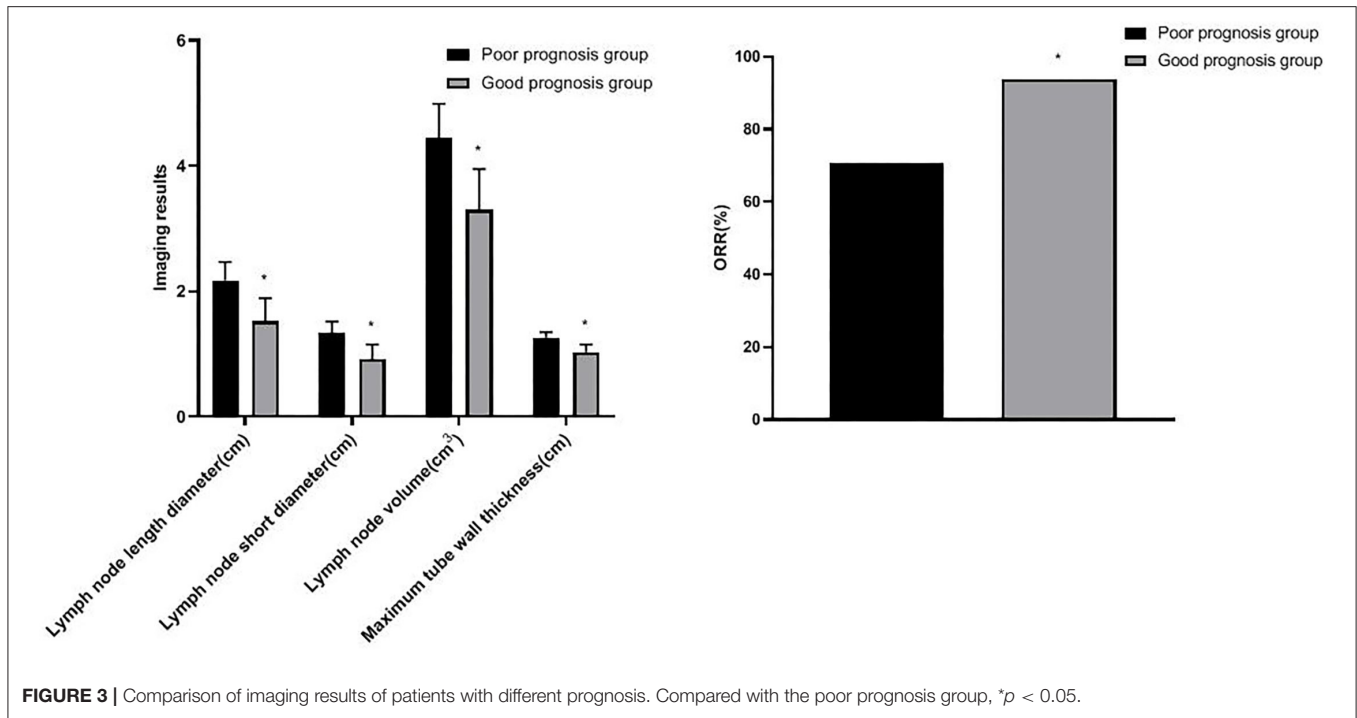 6
4
2
0
Imaging results
Poor prognosis group
Good prognosis group
*
*
*
*
Lymph node length diameter(cm)
Lymph node short diameter(cm)
Lymph node volume(cm³)
Maximum tube wall thickness(cm)
100
80
60
40
20
0
ORR(%)
Poor prognosis group
Good prognosis group
*
FIGURE 3 | Comparison of imaging results of patients with different prognosis. Compared with the poor prognosis group, *p < 0.05.